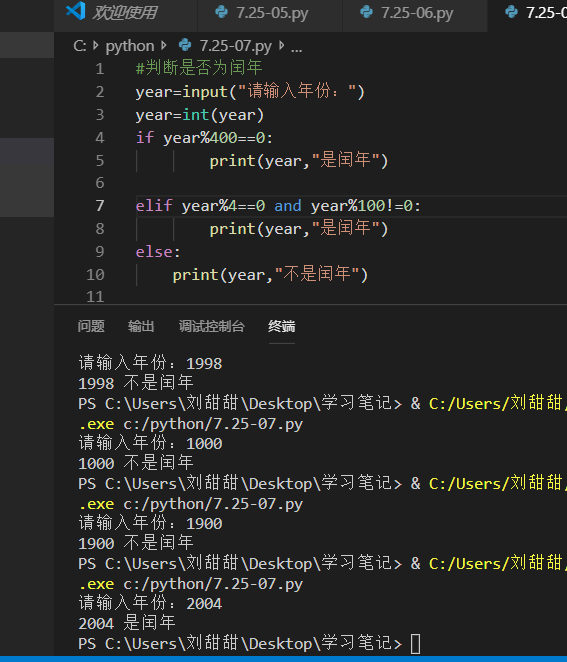 欢迎使用 7.25-05.py 7.25-06.py 7.25-0
C: > python > 7.25-07.py > ...
1 #判断是否为闰年
2 year=input("请输入年份：")
3 year=int(year)
4 if year%400==0:
5 print(year,"是闰年")
6
7 elif year%4==0 and year%100!=0:
8 print(year,"是闰年")
9 else:
10 print(year,"不是闰年")
11
问题 输出 调试控制台 终端
请输入年份：1998
1998 不是闰年
PS C:\Users\刘甜甜\Desktop\学习笔记> & C:/Users/刘甜甜/
.exe c:/python/7.25-07.py
请输入年份：1000
1000 不是闰年
PS C:\Users\刘甜甜\Desktop\学习笔记> & C:/Users/刘甜甜/
.exe c:/python/7.25-07.py
请输入年份：1900
1900 不是闰年
PS C:\Users\刘甜甜\Desktop\学习笔记> & C:/Users/刘甜甜/
.exe c:/python/7.25-07.py
请输入年份：2004
2004 是闰年
PS C:\Users\刘甜甜\Desktop\学习笔记>